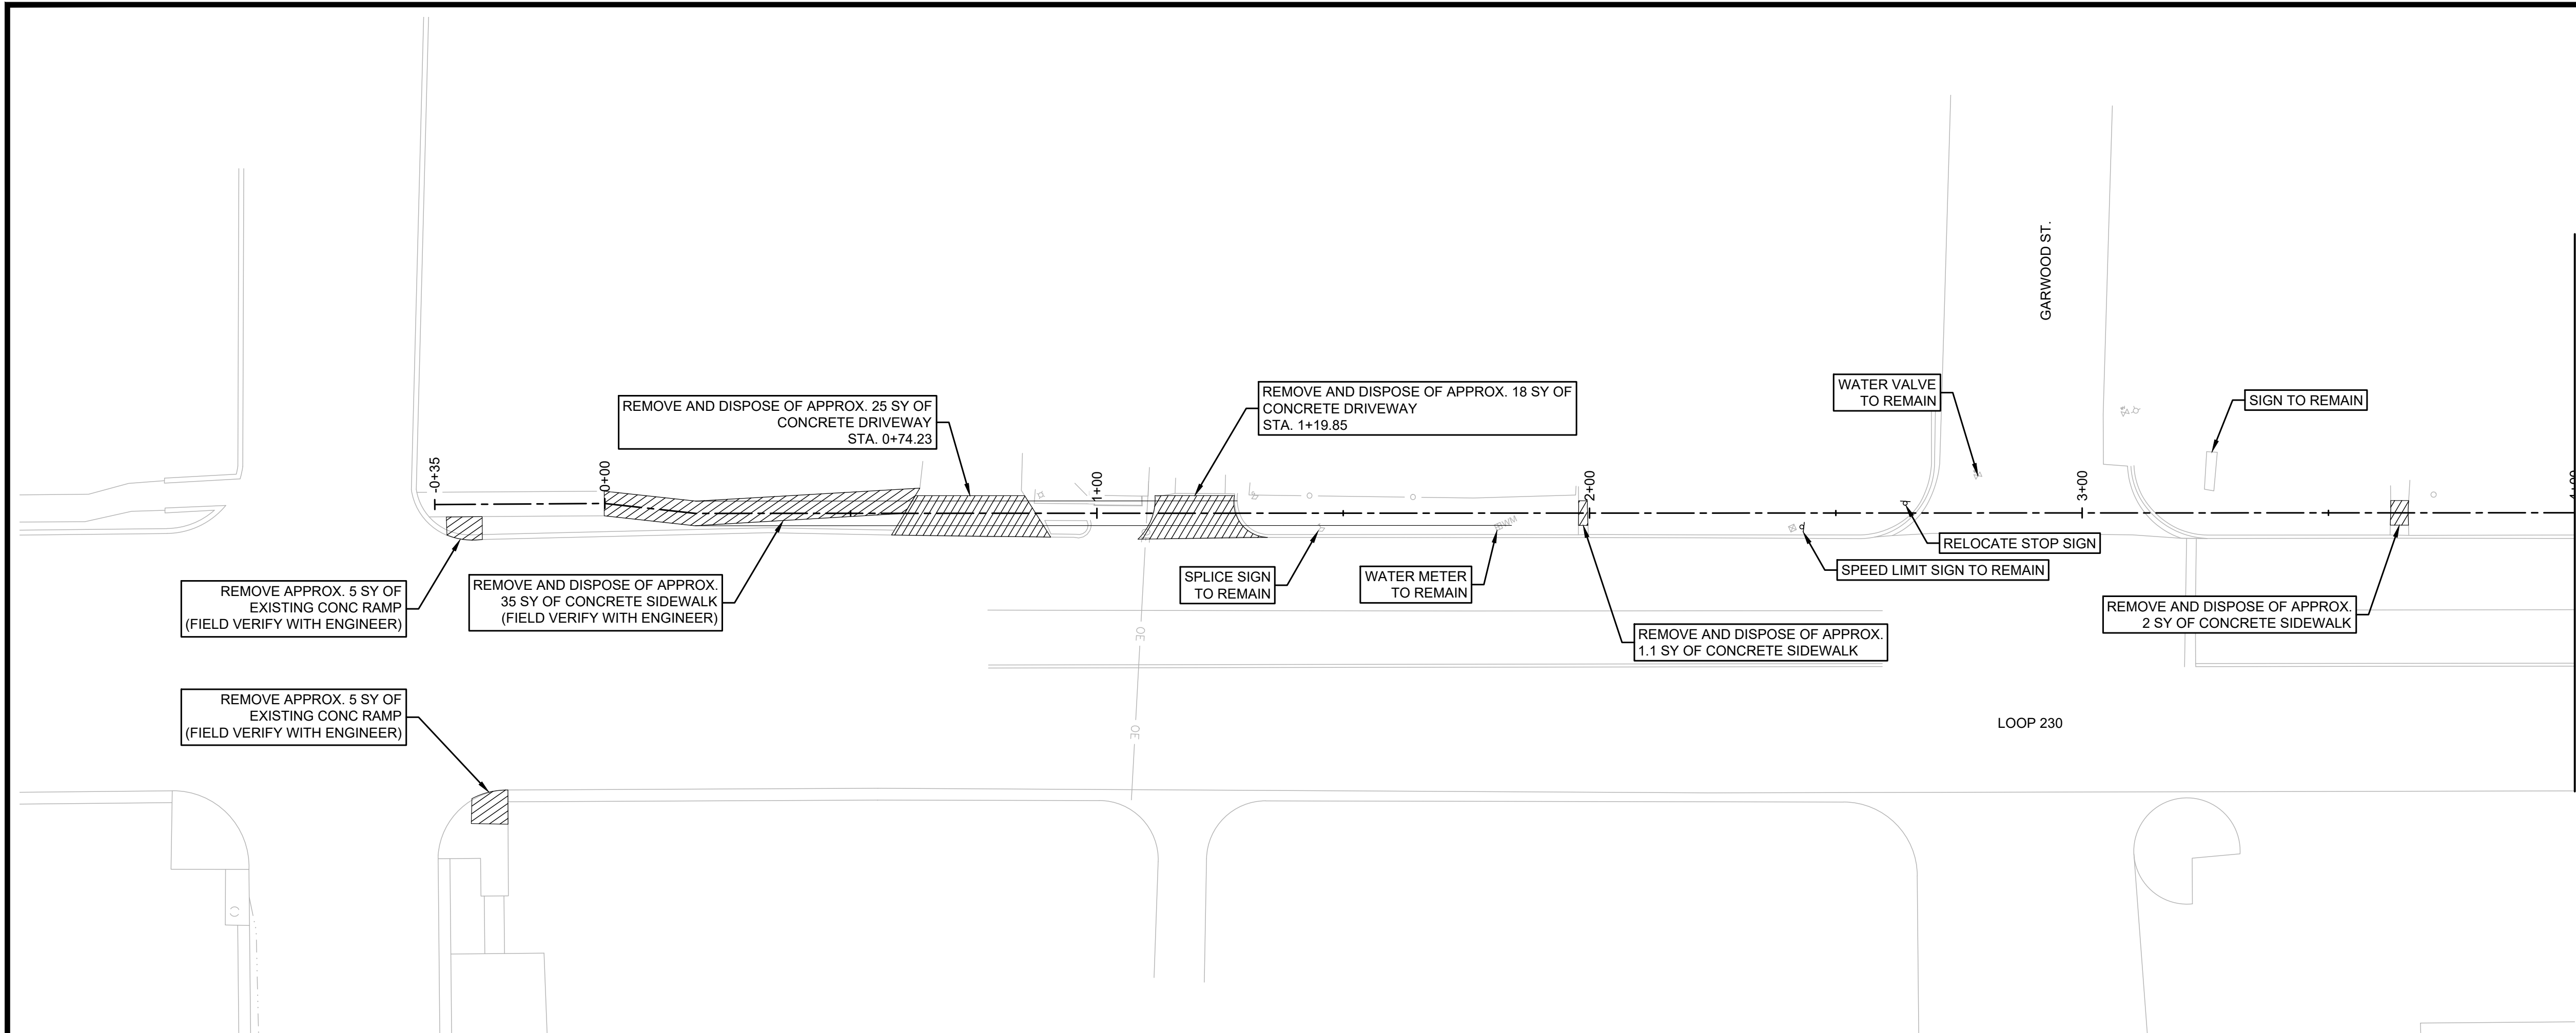 GARWOOD ST.
REMOVE AND DISPOSE OF APPROX. 25 SY OF
CONCRETE DRIVEWAY
STA. 0+74.23
REMOVE AND DISPOSE OF APPROX. 18 SY OF
CONCRETE DRIVEWAY
STA. 1+19.85
WATER VALVE
TO REMAIN
SIGN TO REMAIN
-0+35
0+00
1+00
2+00
3+00
4+00
WM
RELOCATE STOP SIGN
SPEED LIMIT SIGN TO REMAIN
REMOVE APPROX. 5 SY OF
EXISTING CONC RAMP
(FIELD VERIFY WITH ENGINEER)
REMOVE AND DISPOSE OF APPROX.
35 SY OF CONCRETE SIDEWALK
(FIELD VERIFY WITH ENGINEER)
SPLICE SIGN
TO REMAIN
WATER METER
TO REMAIN
REMOVE AND DISPOSE OF APPROX.
1.1 SY OF CONCRETE SIDEWALK
REMOVE AND DISPOSE OF APPROX.
2 SY OF CONCRETE SIDEWALK
OE
OE
REMOVE APPROX. 5 SY OF
EXISTING CONC RAMP
(FIELD VERIFY WITH ENGINEER)
LOOP 230